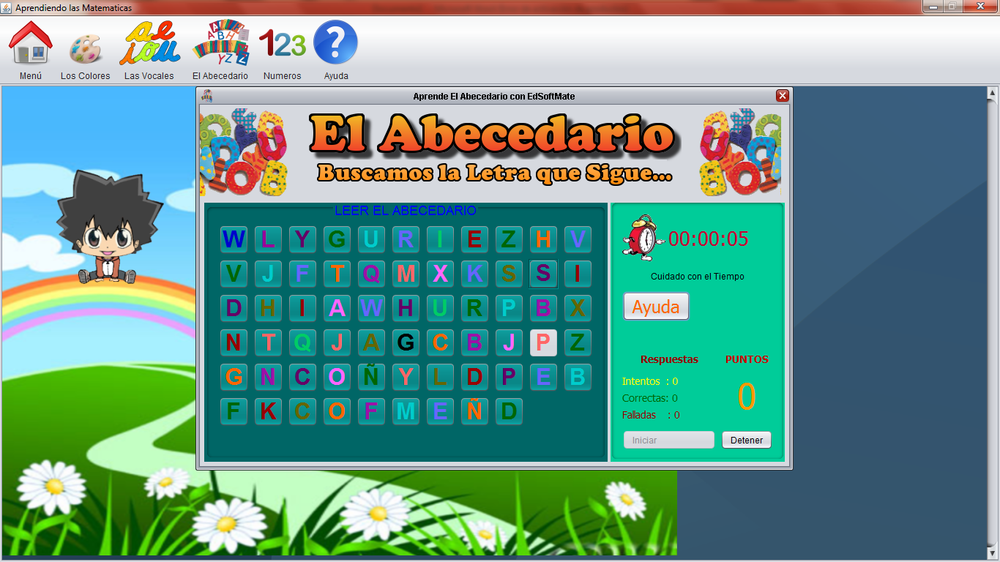 Aprendiendo las Matematicas
Menú Los Colores Las Vocales El Abecedario Numeros Ayuda
Aprende El Abecedario con EdSoftMate
El Abecedario
Buscamos la Letra que Sigue...
LEER EL ABECEDARIO
W L Y G U R I E Z H V
V J F T Q M X K S S I
D H I A W H U R P B X
N T Q J A G C B J P Z
G N C O Ñ Y L D P E B
F K C O F M E Ñ D
00:00:05
Cuidado con el Tiempo
Ayuda
Respuestas PUNTOS
Intentos : 0
Correctas: 0
Falladas : 0
0
Iniciar Detener